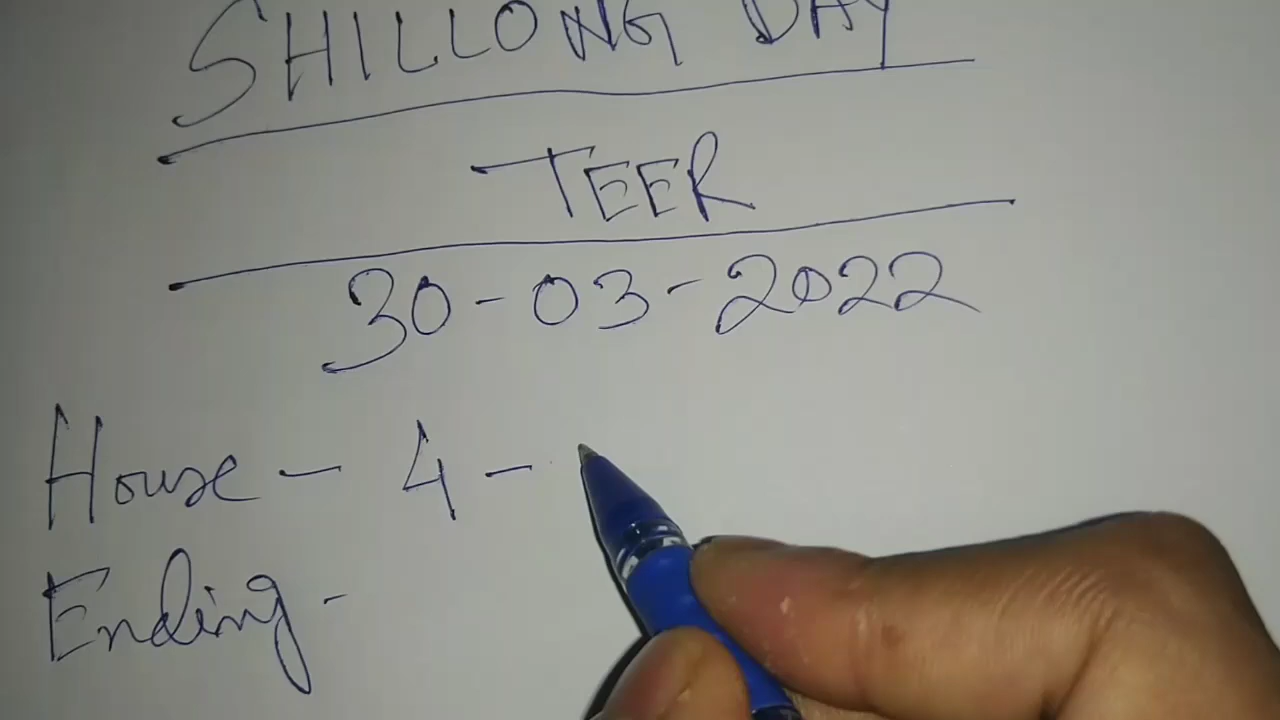 SHILLONG DAY
TEER
30-03-2022
House - 4 -
Ending -